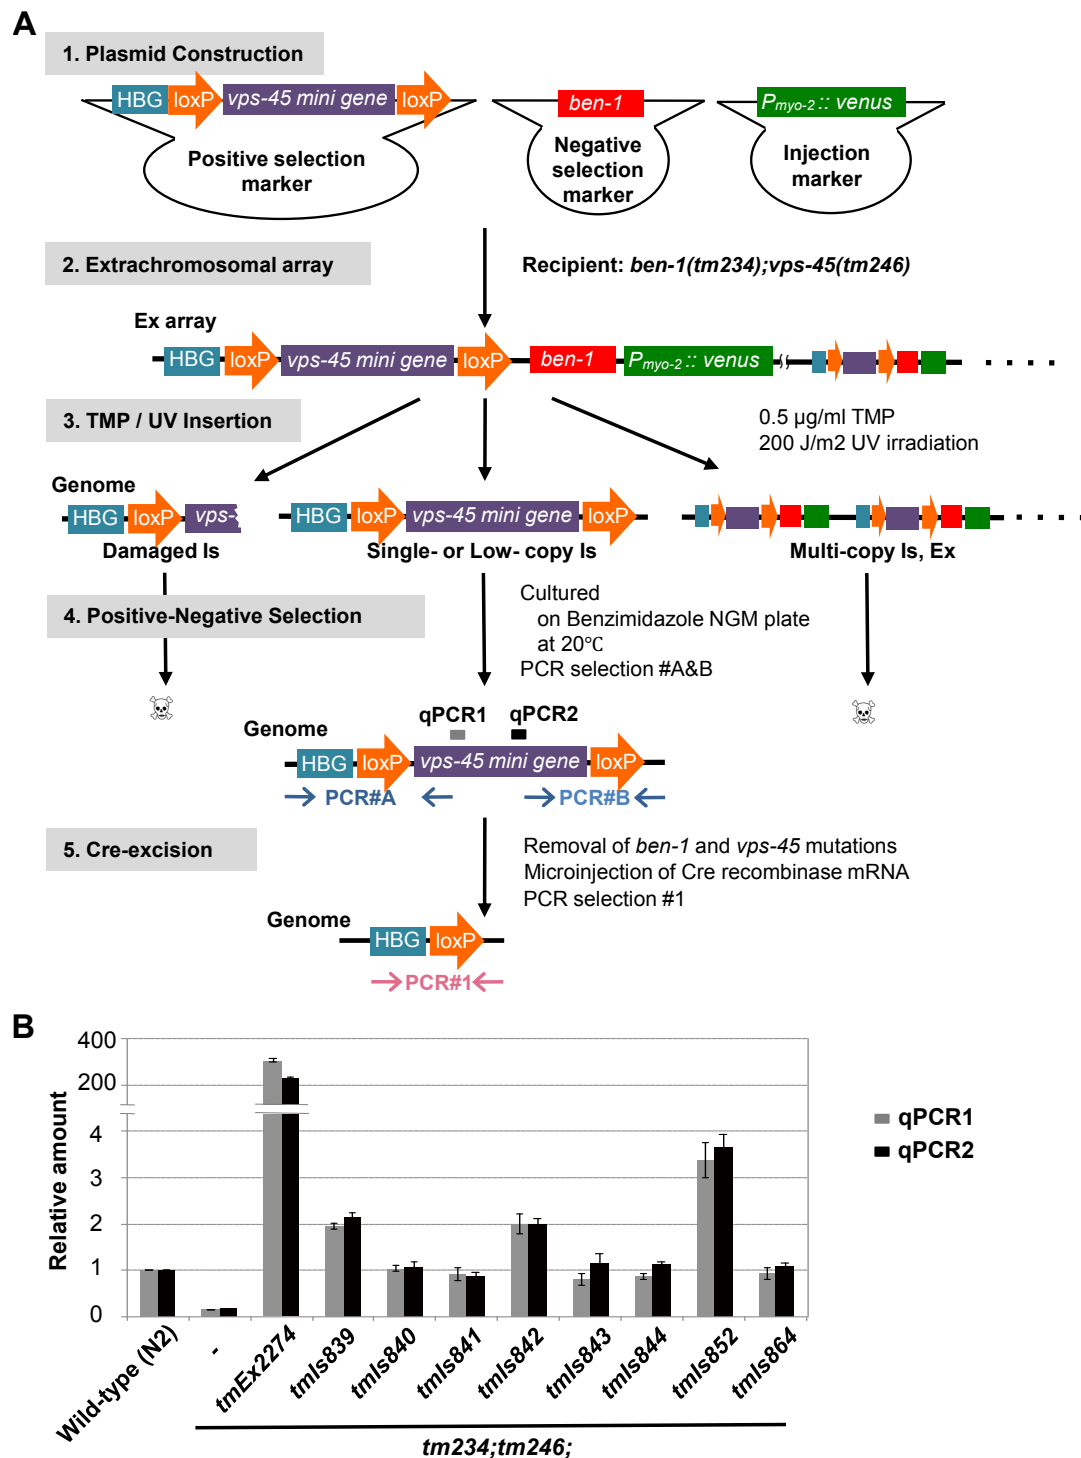 A
1. Plasmid Construction
HBG loxP vps-45 mini gene loxP
ben-1
Pmyo-2 :: venus
Positive selection
marker
Negative
selection
marker
Injection
marker
2. Extrachromosomal array
Recipient: ben-1(tm234);vps-45(tm246)
Ex array
HBG loxP vps-45 mini gene loxP ben-1 Pmyo-2 :: venus
3. TMP / UV Insertion
0.5 μg/ml TMP
200 J/m2 UV irradiation
Genome
HBG loxP vps-
HBG loxP vps-45 mini gene loxP
Damaged Is
Single- or Low- copy Is
Multi-copy Is, Ex
4. Positive-Negative Selection
Cultured
on Benzimidazole NGM plate
at 20℃
PCR selection #A&B
qPCR1 qPCR2
Genome
HBG loxP vps-45 mini gene loxP
PCR#A PCR#B
5. Cre-excision
Removal of ben-1 and vps-45 mutations
Microinjection of Cre recombinase mRNA
PCR selection #1
Genome
HBG loxP
PCR#1
B
400
200
4
3
2
1
0
Relative amount
qPCR1
qPCR2
Wild-type (N2)
-
tmEx2274
tmIs839
tmIs840
tmIs841
tmIs842
tmIs843
tmIs844
tmIs852
tmIs864
tm234;tm246;